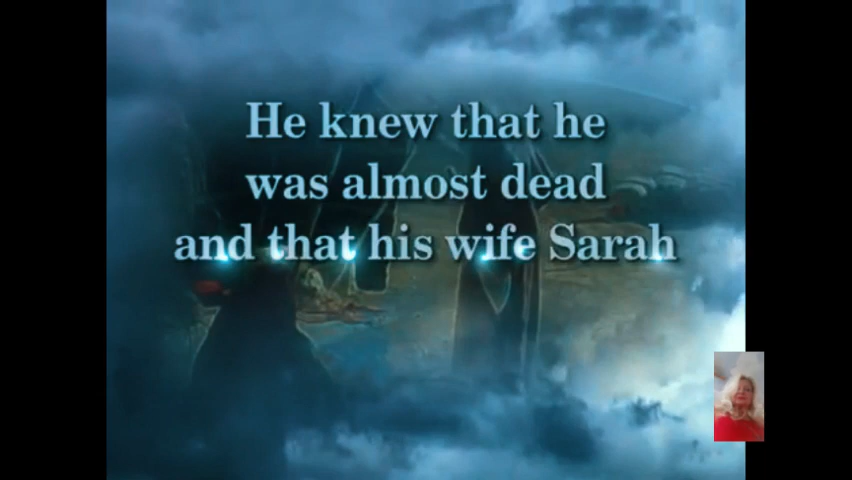 He knew that he
was almost dead
and that his wife Sarah